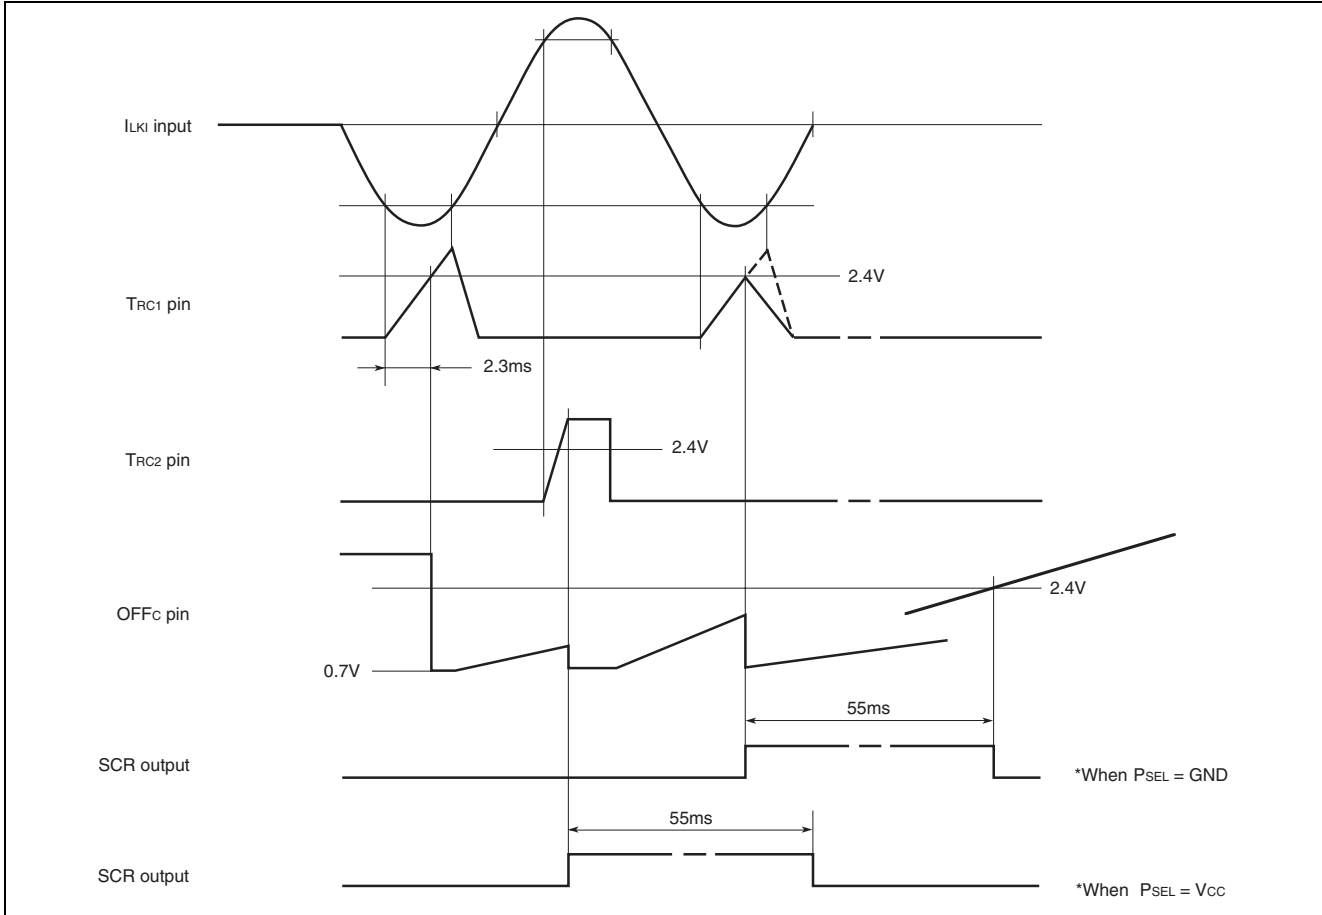 ILKI input
2.4V
TRC1 pin
2.3ms
2.4V
TRC2 pin
2.4V
OFFC pin
0.7V
55ms
SCR output
*When PSEL = GND
55ms
SCR output
*When PSEL = VCC